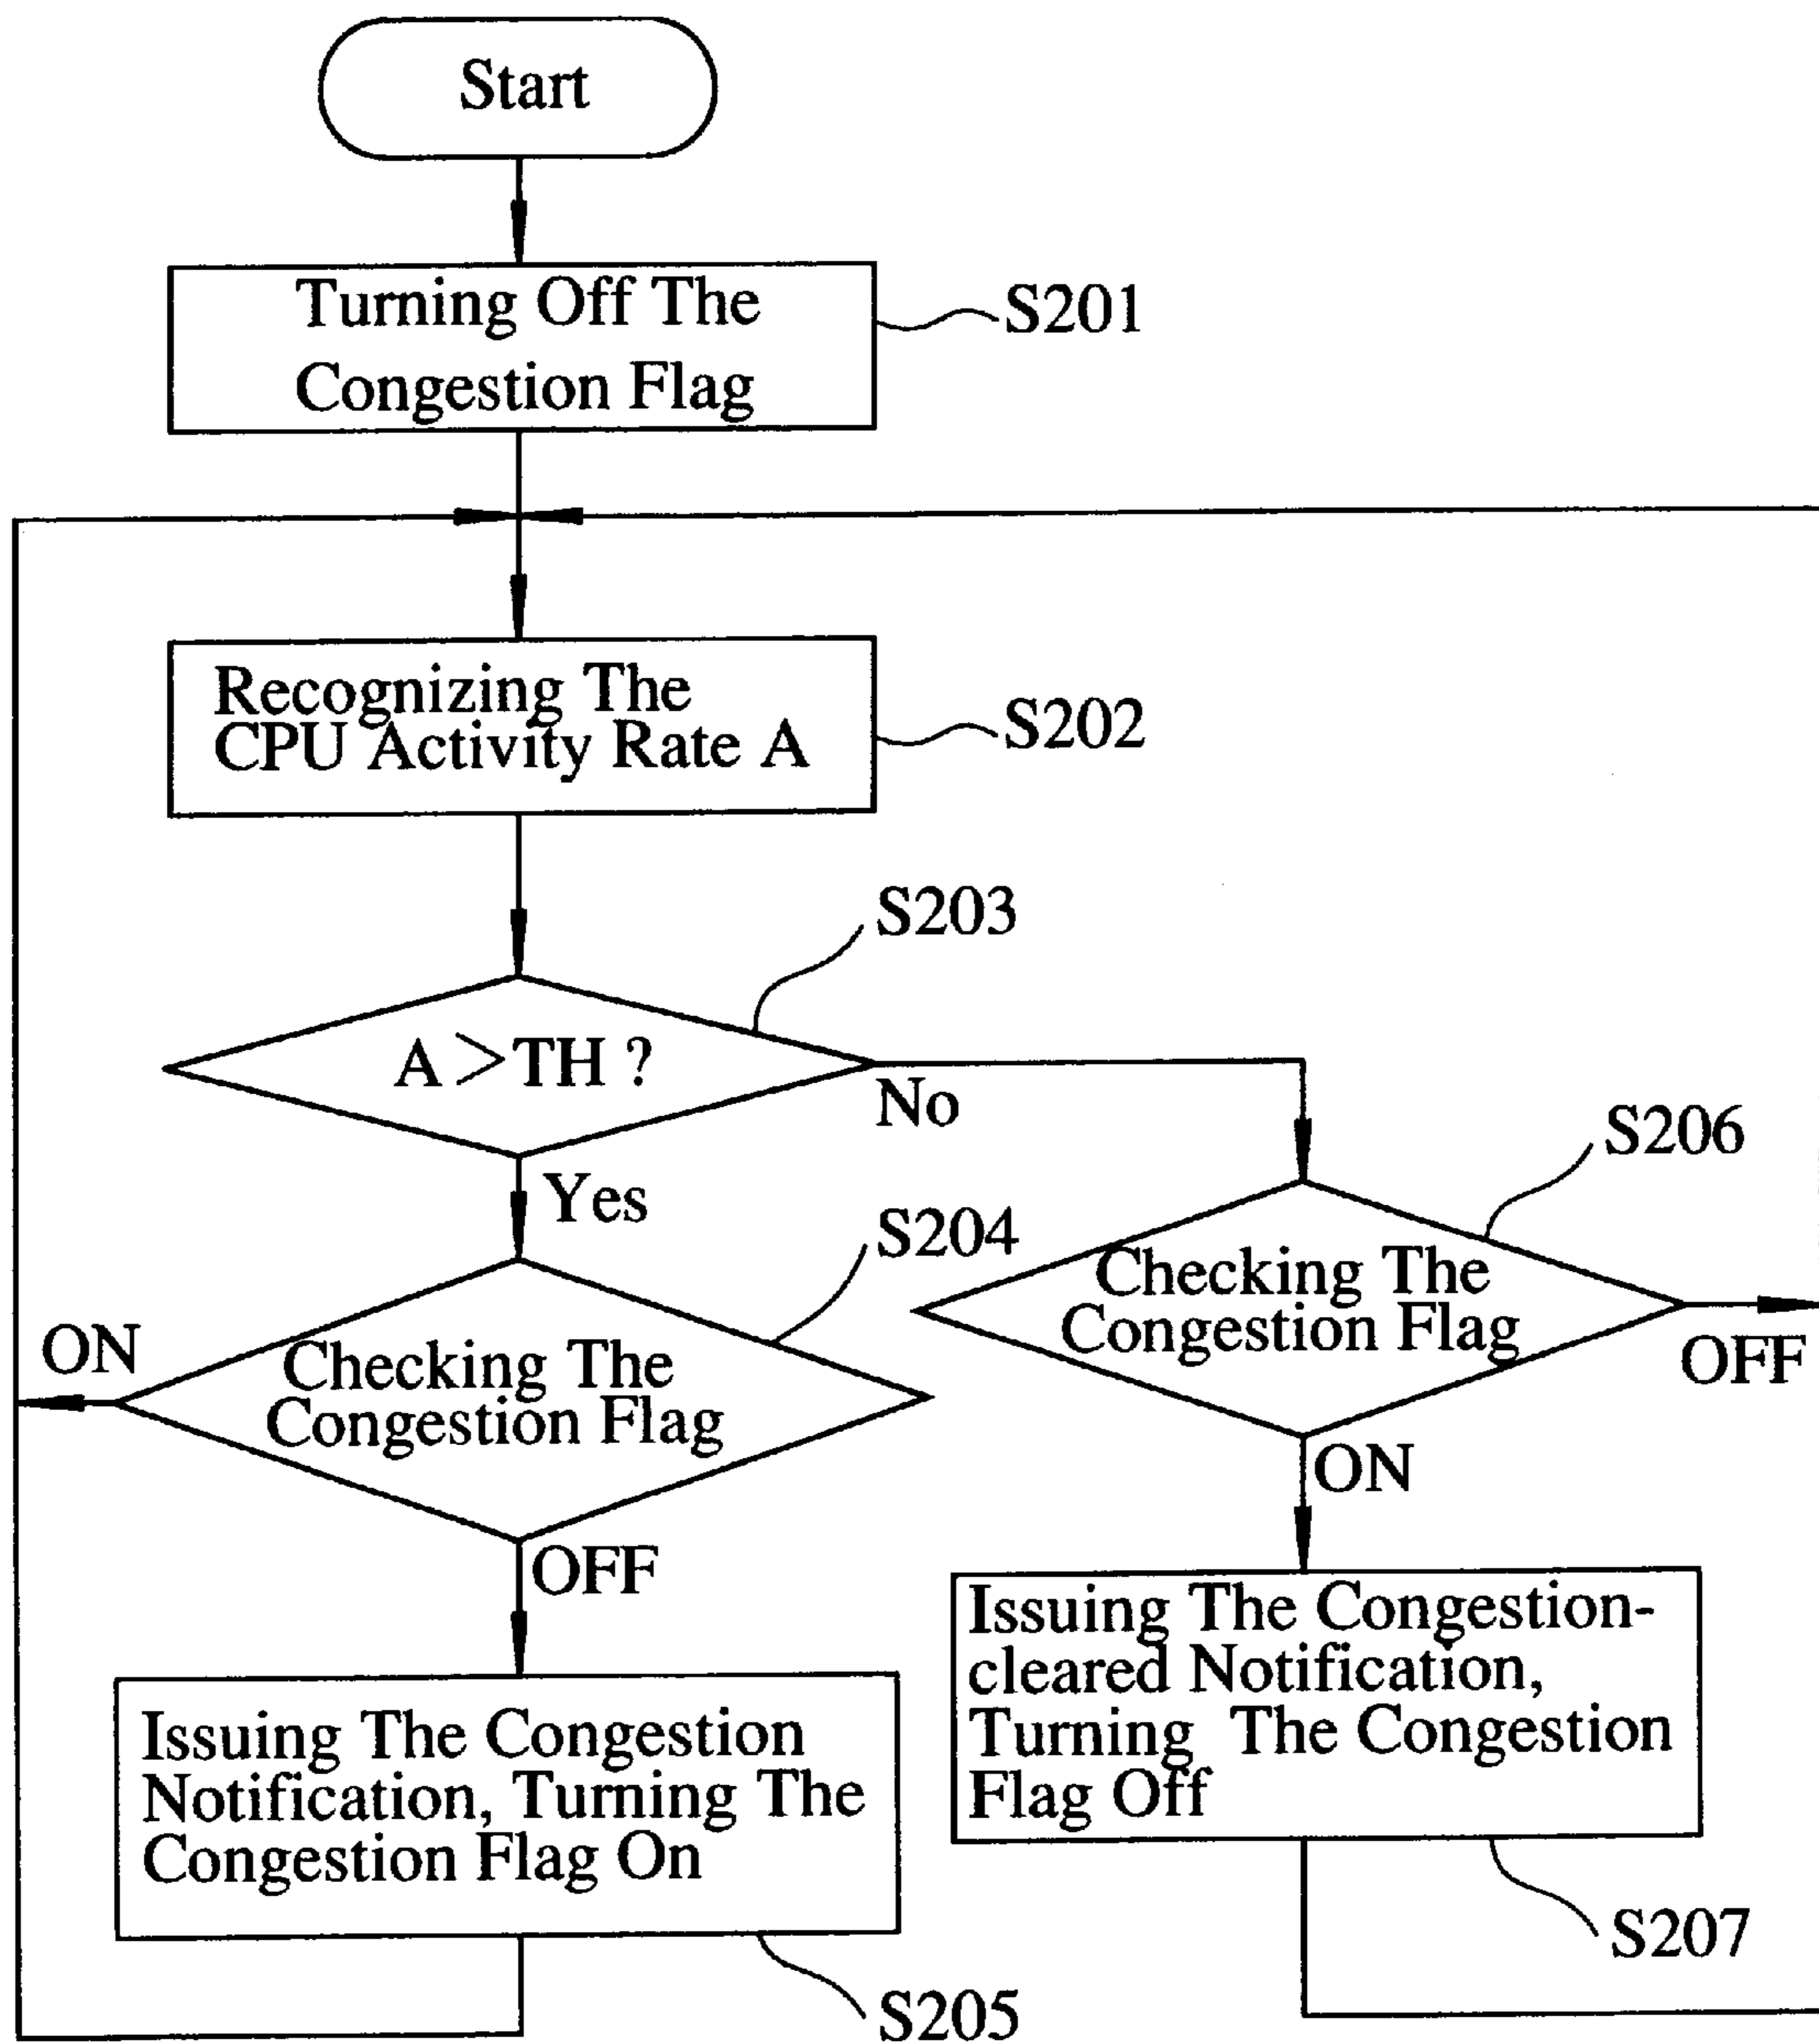 Start
Turning Off The
Congestion Flag
S201
Recognizing The
CPU Activity Rate A
S202
S203
A>TH ?
No
Yes
S206
S204
Checking The
Congestion Flag
OFF
ON
Checking The
Congestion Flag
ON
OFF
Issuing The Congestion-
cleared Notification,
Turning The Congestion
Flag Off
Issuing The Congestion
Notification, Turning The
Congestion Flag On
S207
S205